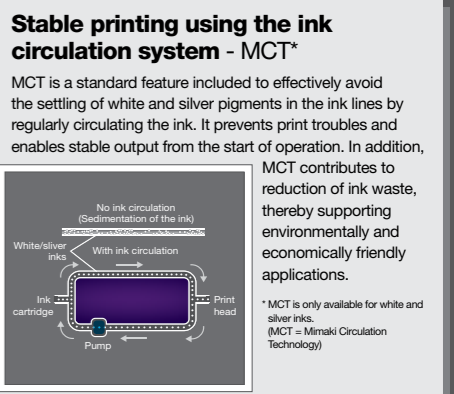 Stable printing using the ink
circulation system - MCT*
MCT is a standard feature included to effectively avoid
the settling of white and silver pigments in the ink lines by
regularly circulating the ink. It prevents print troubles and
enables stable output from the start of operation. In addition,
MCT contributes to
reduction of ink waste,
thereby supporting
environmentally and
economically friendly
applications.
* MCT is only available for white and
silver inks.
(MCT = Mimaki Circulation
Technology)
No ink circulation
(Sedimentation of the ink)
White/sliver
inks
With ink circulation
Ink
cartridge
Print
head
Pump